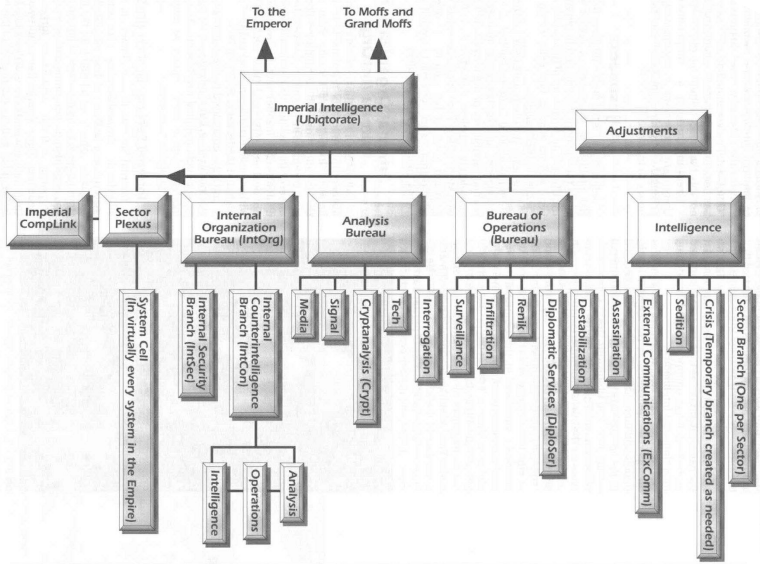 To the
Emperor
To Moffs and
Grand Moffs
Imperial Intelligence
(Ubiqtorate)
Adjustments
Imperial
CompLink
Sector
Plexus
Internal
Organization
Bureau (IntOrg)
Analysis
Bureau
Bureau of
Operations
(Bureau)
Intelligence
System Cell
(In virtually every system in the Empire)
Internal Security
Branch (IntSec)
Internal
Counterintelligence
Branch (IntCon)
Media
Signal
Cryptanalysis (Crypt)
Tech
Interrogation
Surveillance
Infiltration
Renik
Diplomatic Services (DiploSer)
Destabilization
Assassination
External Communications (ExComm)
Sedition
Crisis (Temporary branch created as needed)
Sector Branch (One per Sector)
Intelligence
Operations
Analysis